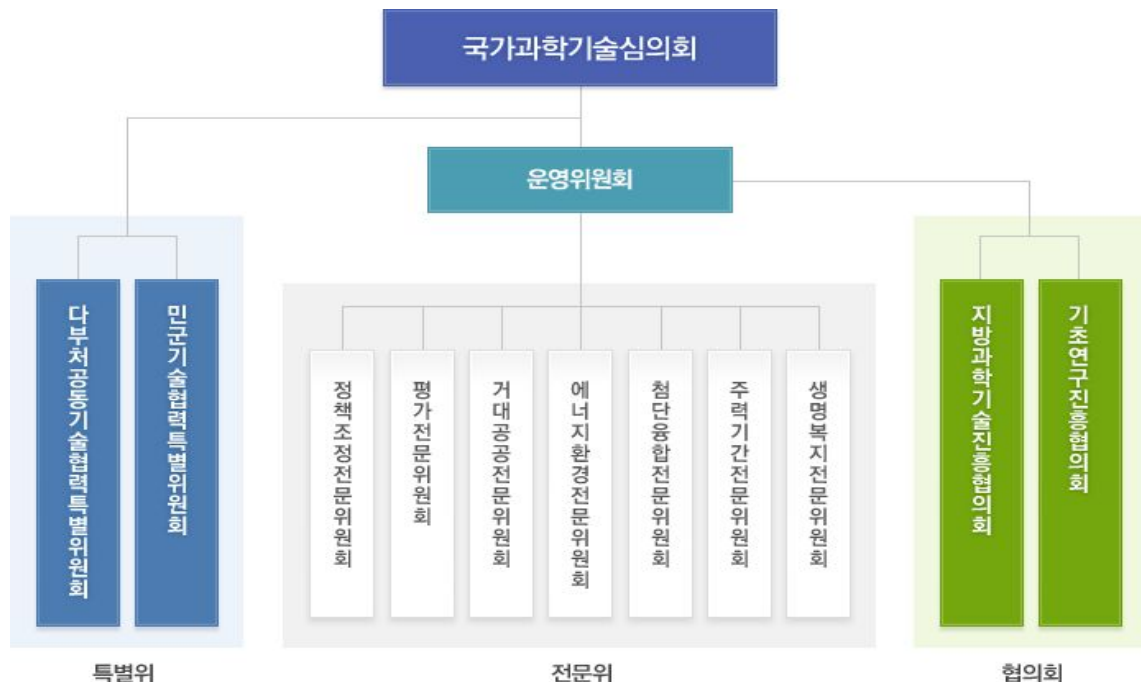 국가과학기술심의회
운영위원회
다부처공동기술협력특별위원회
민군기술협력특별위원회
정책조정전문위원회
평가전문위원회
거대공공전문위원회
에너지환경전문위원회
첨단융합전문위원회
주력기간전문위원회
생명복지전문위원회
지방과학기술진흥협의회
기초연구진흥협의회
특별위
전문위
협의회